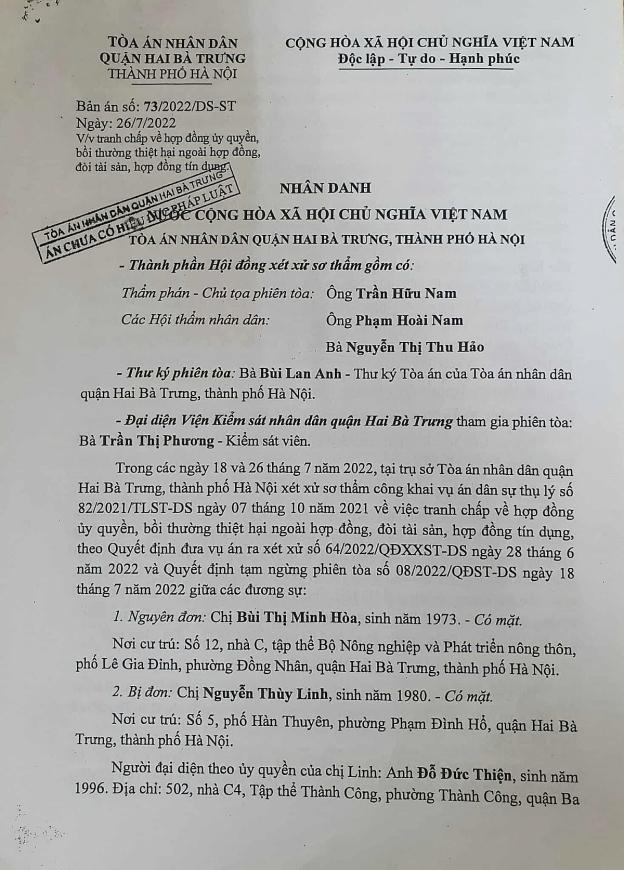 TÒA ÁN NHÂN DÂN
QUẬN HAI BÀ TRƯNG
THÀNH PHỐ HÀ NỘI
CỘNG HÒA XÃ HỘI CHỦ NGHĨA VIỆT NAM
Độc lập - Tự do - Hạnh phúc
Bản án số: 73/2022/DS-ST
Ngày: 26/7/2022
V/v tranh chấp về hợp đồng ủy quyền,
bồi thường thiệt hại ngoài hợp đồng,
đòi tài sản, hợp đồng tín dụng.
TÒA ÁN NHÂN DÂN QUẬN HAI BÀ TRƯNG
ÁN CHƯA CÓ HIỆU LỰC PHÁP LUẬT
NHÂN DANH
NƯỚC CỘNG HÒA XÃ HỘI CHỦ NGHĨA VIỆT NAM
TÒA ÁN NHÂN DÂN QUẬN HAI BÀ TRƯNG, THÀNH PHỐ HÀ NỘI
- Thành phần Hội đồng xét xử sơ thẩm gồm có:
Thẩm phán - Chủ tọa phiên tòa: Ông Trần Hữu Nam
Các Hội thẩm nhân dân: Ông Phạm Hoài Nam
Bà Nguyễn Thị Thu Hảo
- Thư ký phiên tòa: Bà Bùi Lan Anh - Thư ký Tòa án của Tòa án nhân dân
quận Hai Bà Trưng, thành phố Hà Nội.
- Đại diện Viện Kiểm sát nhân dân quận Hai Bà Trưng tham gia phiên tòa:
Bà Trần Thị Phương - Kiểm sát viên.
Trong các ngày 18 và 26 tháng 7 năm 2022, tại trụ sở Tòa án nhân dân quận
Hai Bà Trưng, thành phố Hà Nội xét xử sơ thẩm công khai vụ án dân sự thụ lý số
82/2021/TLST-DS ngày 07 tháng 10 năm 2021 về việc tranh chấp về hợp đồng
ủy quyền, bồi thường thiệt hại ngoài hợp đồng, đòi tài sản, hợp đồng tín dụng,
theo Quyết định đưa vụ án ra xét xử số 64/2022/QĐXXST-DS ngày 28 tháng 6
năm 2022 và Quyết định tạm ngừng phiên tòa số 08/2022/QĐST-DS ngày 18
tháng 7 năm 2022 giữa các đương sự:
1. Nguyên đơn: Chị Bùi Thị Minh Hòa, sinh năm 1973. - Có mặt.
Nơi cư trú: Số 12, nhà C, tập thể Bộ Nông nghiệp và Phát triển nông thôn,
phố Lê Gia Đỉnh, phường Đồng Nhân, quận Hai Bà Trưng, thành phố Hà Nội.
2. Bị đơn: Chị Nguyễn Thùy Linh, sinh năm 1980. - Có mặt.
Nơi cư trú: Số 5, phố Hàn Thuyên, phường Phạm Đình Hổ, quận Hai Bà
Trưng, thành phố Hà Nội.
Người đại diện theo ủy quyền của chị Linh: Anh Đỗ Đức Thiện, sinh năm
1996. Địa chỉ: 502, nhà C4, Tập thể Thành Công, phường Thành Công, quận Ba